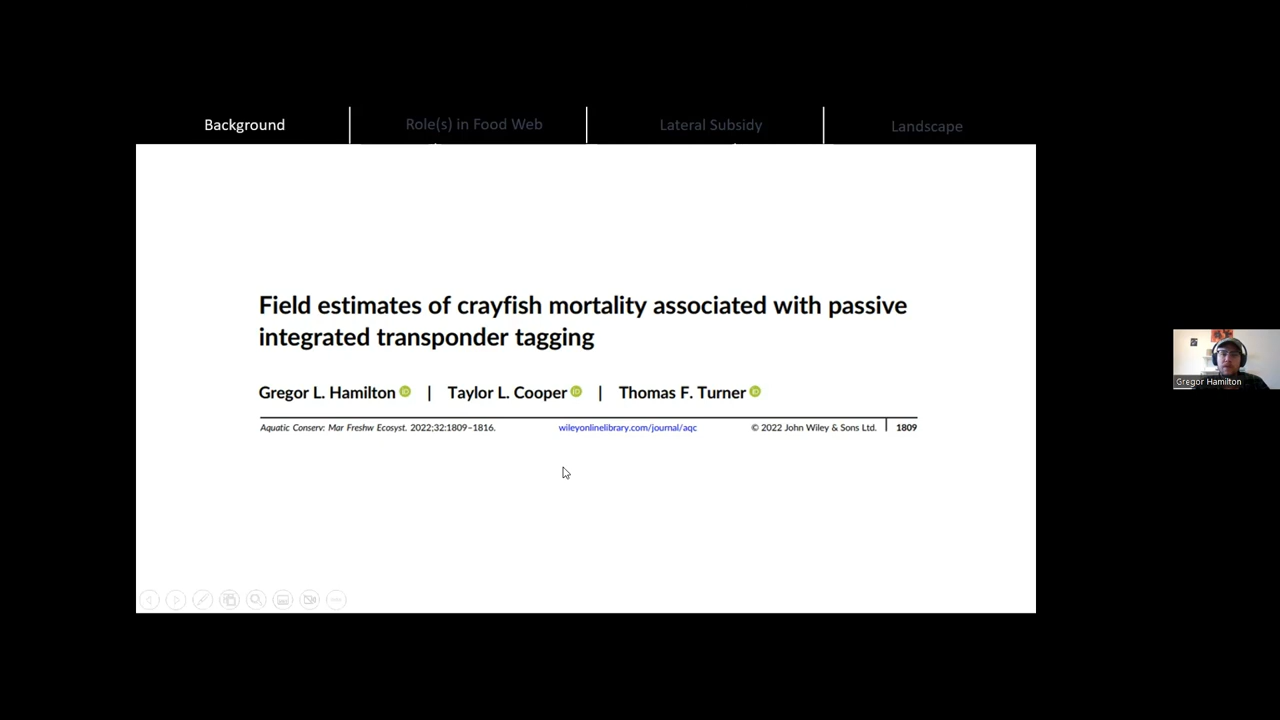 Background
Role(s) in Food Web
Lateral Subsidy
Landscape
Field estimates of crayfish mortality associated with passive
integrated transponder tagging
Gregor L. Hamilton | Taylor L. Cooper | Thomas F. Turner
Aquatic Conserv: Mar Freshw Ecosyst. 2022;32:1809–1816. wileyonlinelibrary.com/journal/aqc © 2022 John Wiley & Sons Ltd. | 1809
Gregor Hamilton